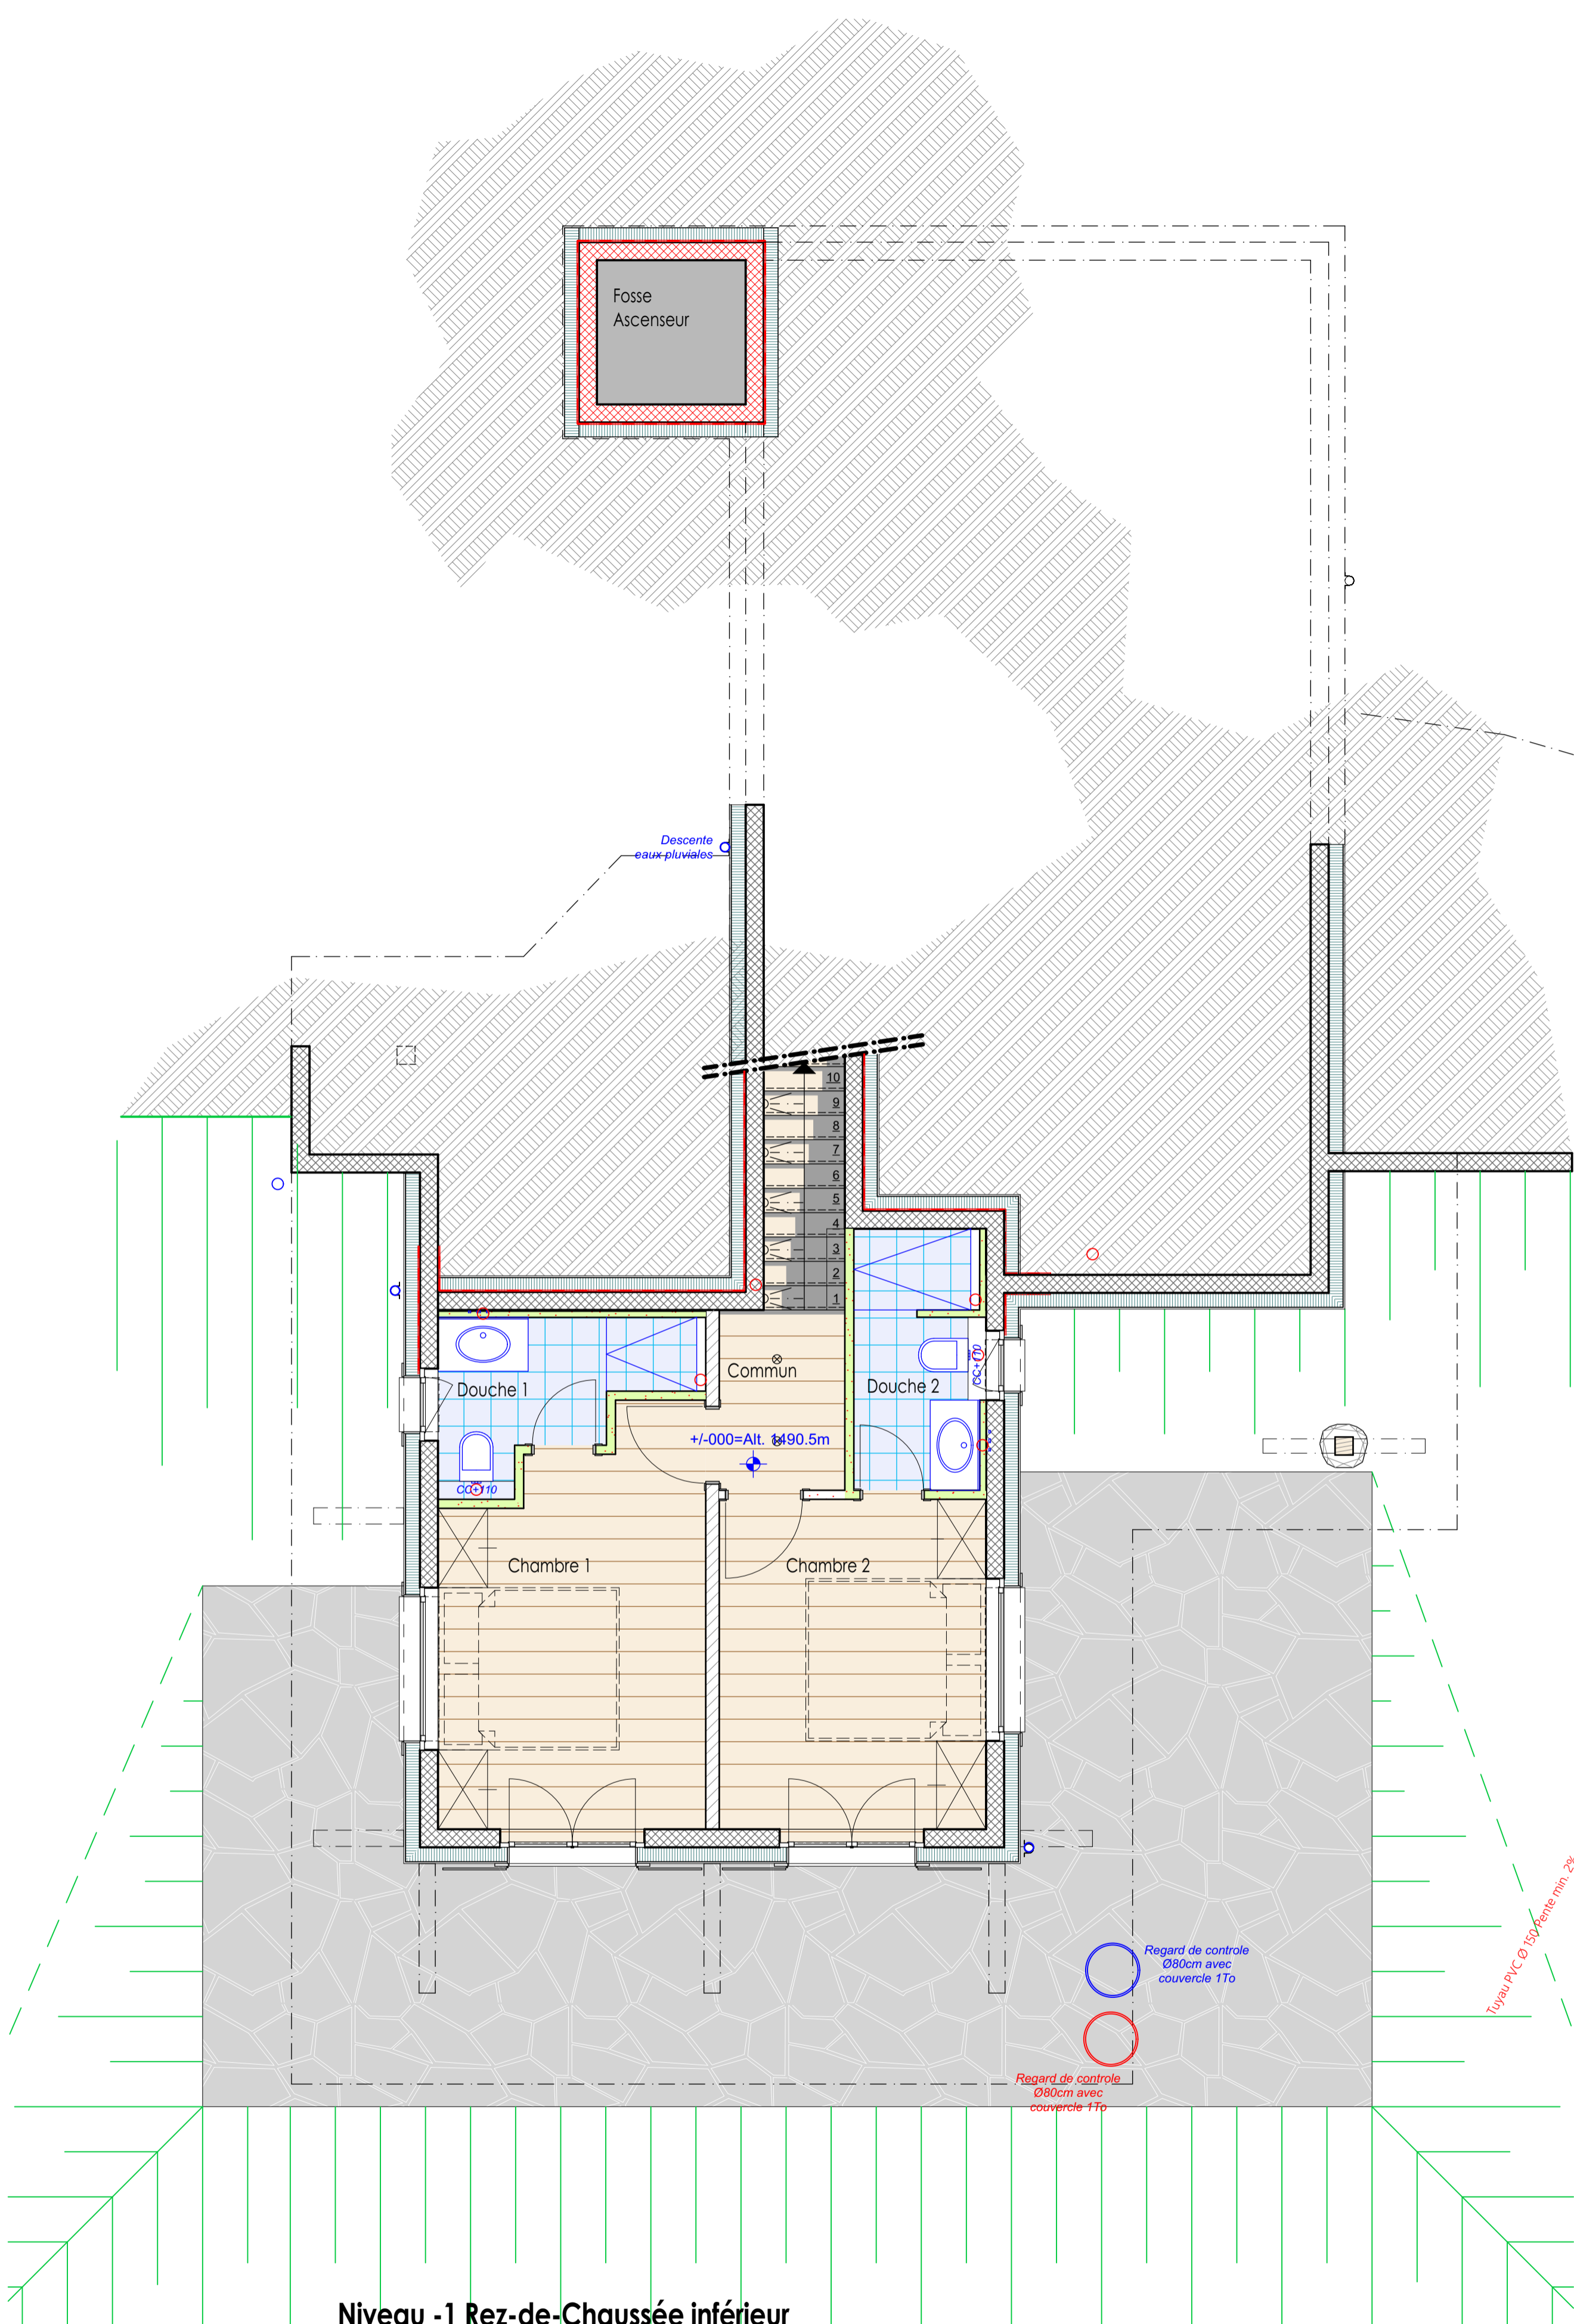 Fosse
Ascenseur
Descente
eaux pluviales
10
9
8
7
6
5
4
3
2
1
Commun
Douche 1
Douche 2
CC+110
+/-000=Alt. 1490.5m
CC+110
Chambre 1
Chambre 2
Tuyau PVC Ø 150 Pente min. 2%
Regard de controle
Ø80cm avec
couvercle 1To
Regard de controle
Ø80cm avec
couvercle 1To
Niveau -1 Rez-de-Chaussée inférieur